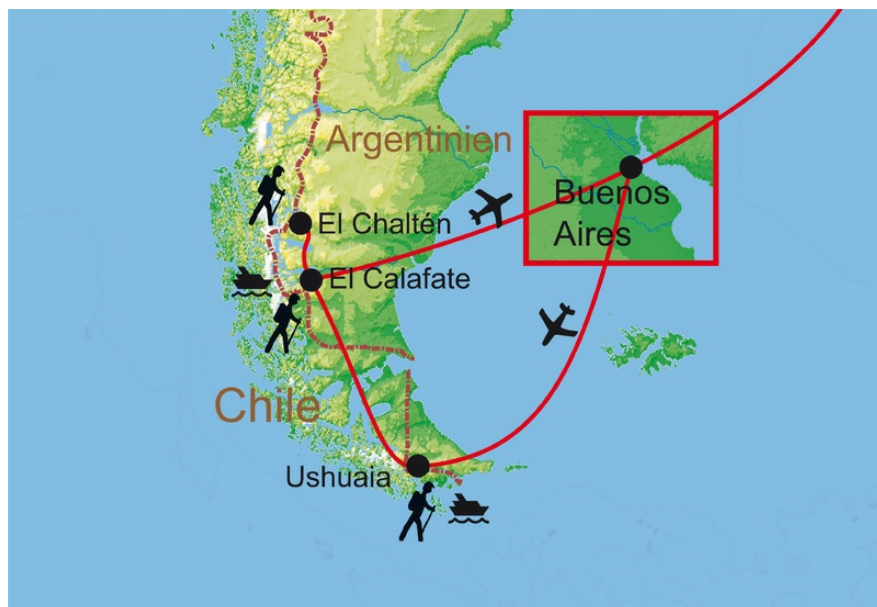 Argentinien
Buenos
Aires
El Chaltén
El Calafate
Chile
Ushuaia